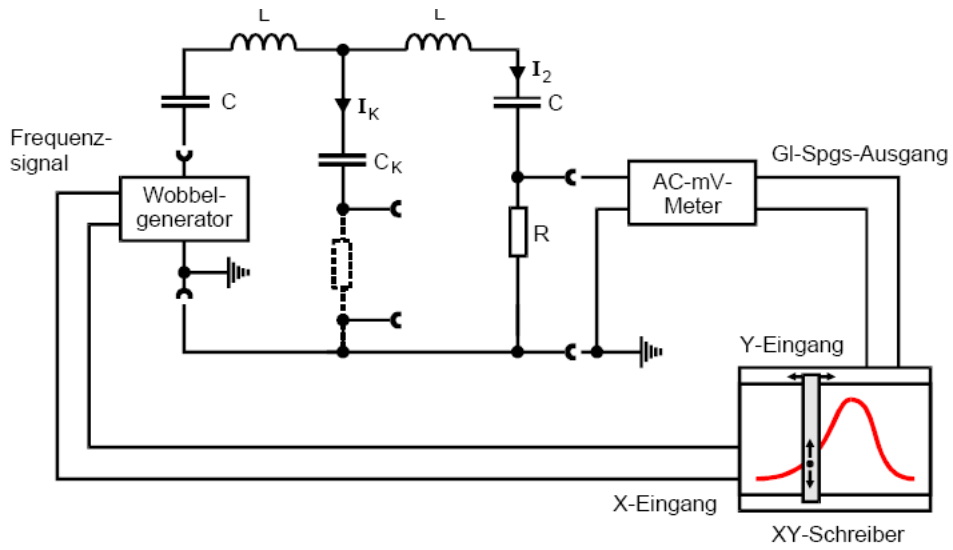 L
L
I2
C
C
IK
CK
Frequenz-
signal
Wobbel-
generator
Gl-Spgs-Ausgang
AC-mV-
Meter
R
Y-Eingang
X-Eingang
XY-Schreiber